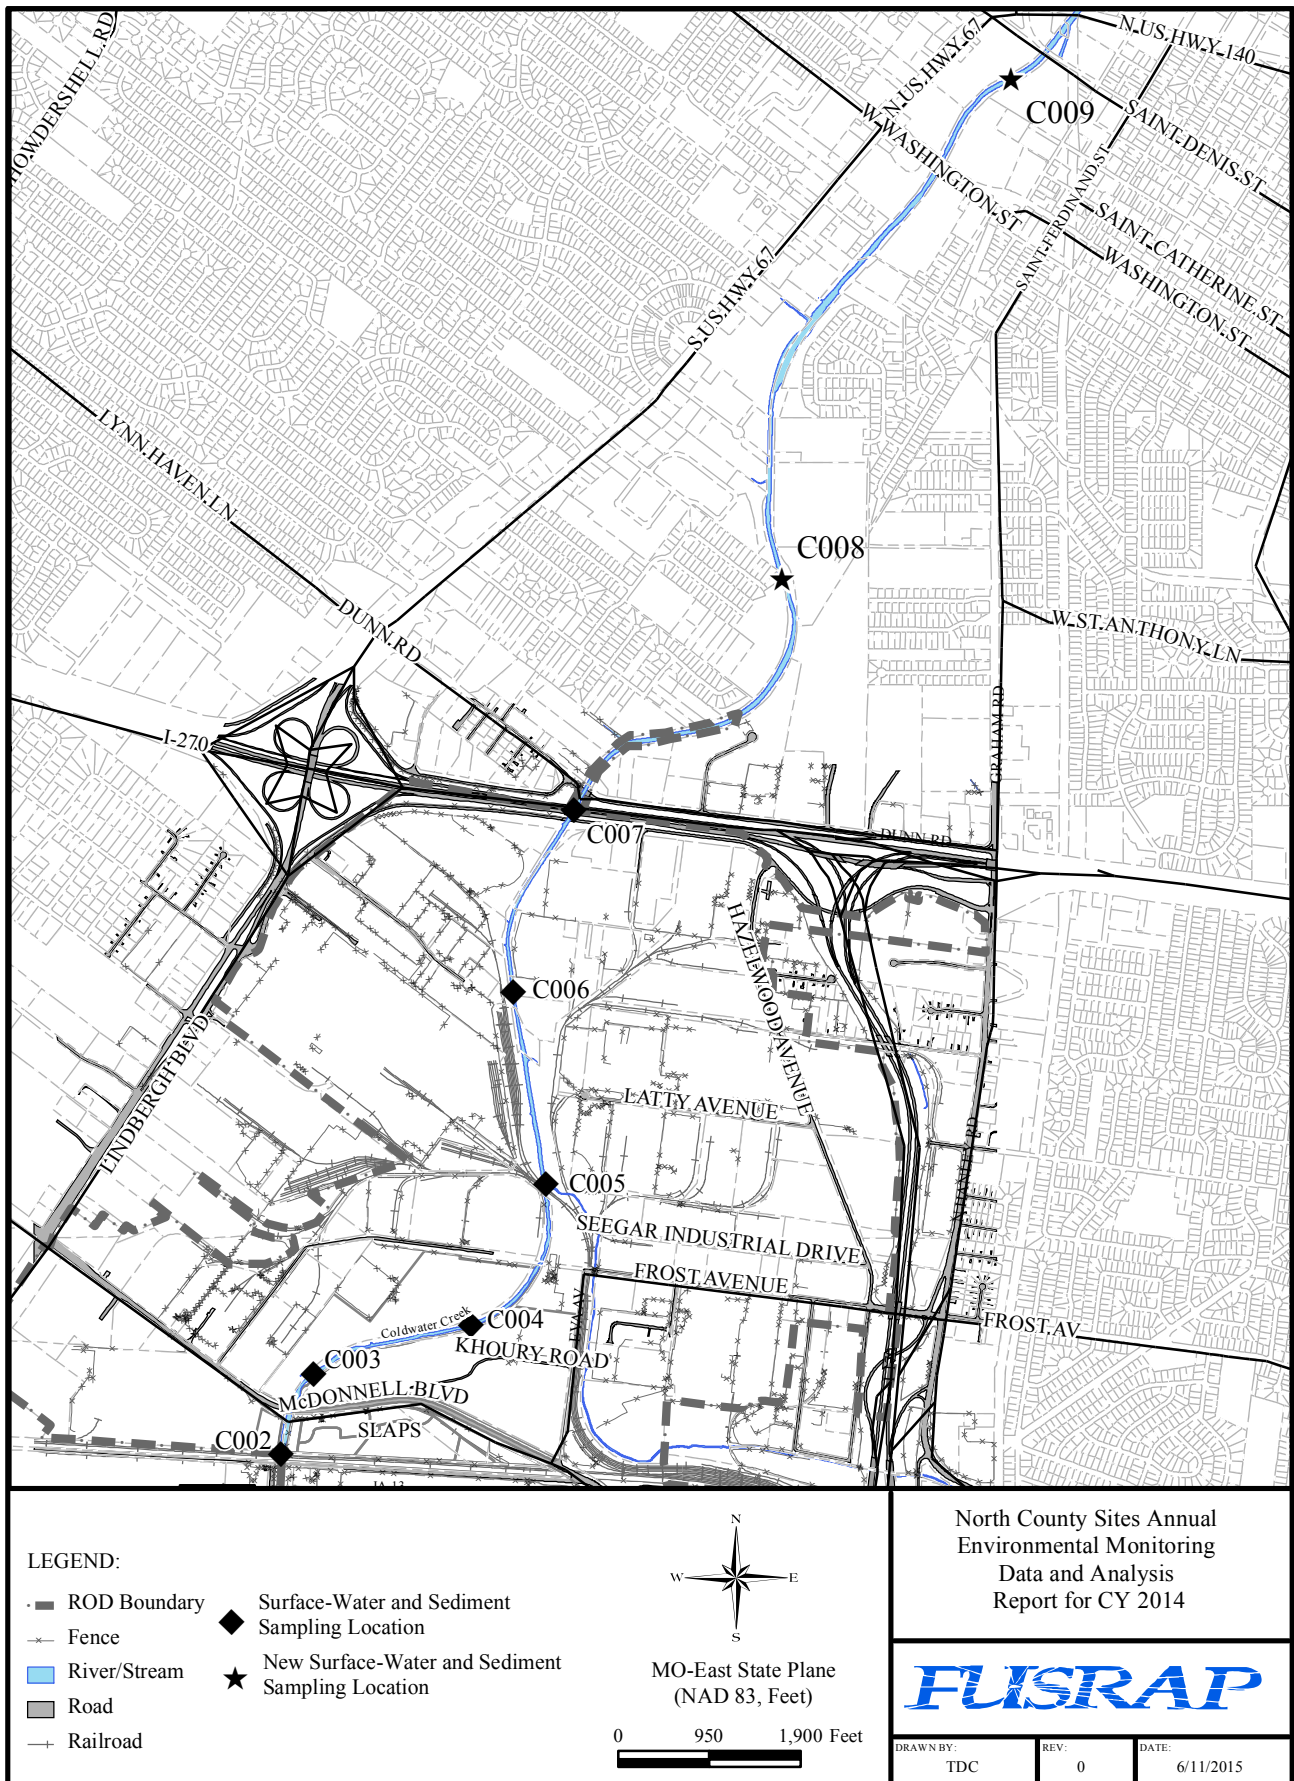 HOWDERSHELL RD
N US HWY 67
N US HWY 140
C009
SAINT DENIS ST
W WASHINGTON ST
SAINT FERDINAND ST
SAINT CATHERINE ST
WASHINGTON ST
S US HWY 67
LYNN HAVEN LN
C008
DUNN RD
W ST ANTHONY LN
GRAHAM RD
I-270
C007
DUNN RD
HAZELWOOD AVENUE
C006
LINDBERGH BLVD
LATTY AVENUE
C005
SEEGAR INDUSTRIAL DRIVE
FROST AVENUE
EVA AV
Coldwater Creek
C004
KHOURY ROAD
FROST AV
C003
McDONNELL BLVD
SLAPS
C002
LEGEND:
ROD Boundary
Fence
River/Stream
Road
Railroad
Surface-Water and Sediment
Sampling Location
New Surface-Water and Sediment
Sampling Location
N
W
E
S
MO-East State Plane
(NAD 83, Feet)
0 950 1,900 Feet
North County Sites Annual
Environmental Monitoring
Data and Analysis
Report for CY 2014
FUSRAP
DRAWN BY:
TDC
REV:
0
DATE:
6/11/2015